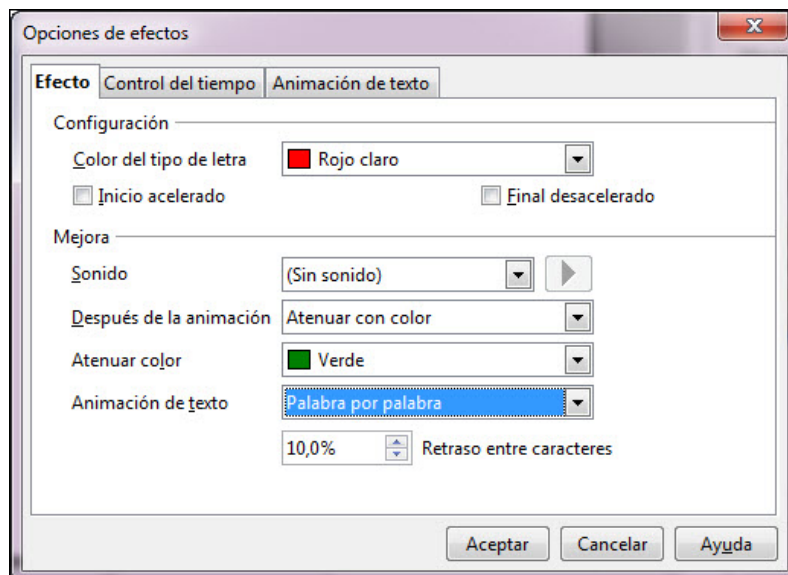 Opciones de efectos
Efecto Control del tiempo Animación de texto
Configuración
Color del tipo de letra Rojo claro
Inicio acelerado Final desacelerado
Mejora
Sonido (Sin sonido)
Después de la animación Atenuar con color
Atenuar color Verde
Animación de texto Palabra por palabra
10,0% Retraso entre caracteres
Aceptar Cancelar Ayuda